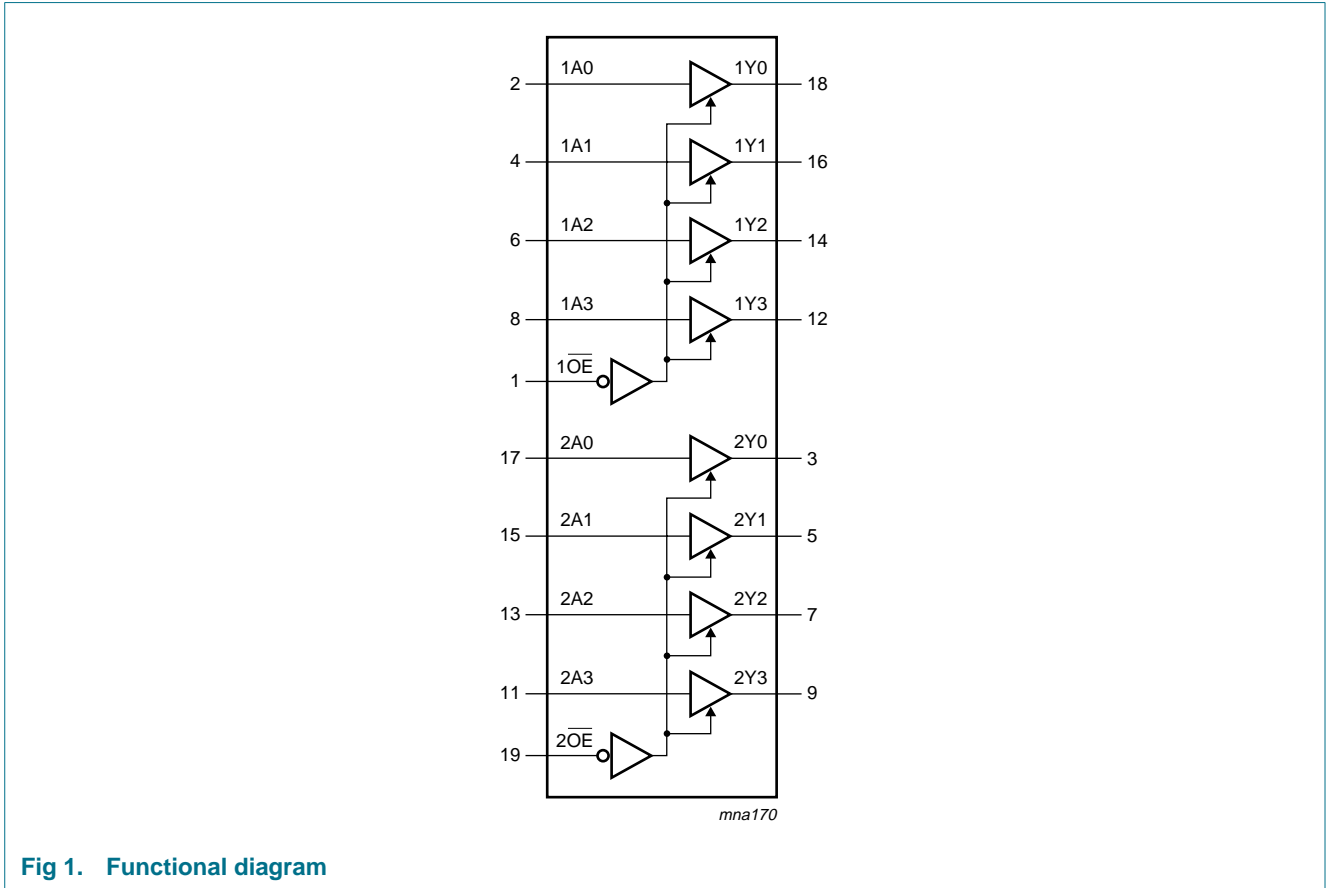 2 1A0 1Y0 18
4 1A1 1Y1 16
6 1A2 1Y2 14
8 1A3 1Y3 12
1 1O̅E̅
17 2A0 2Y0 3
15 2A1 2Y1 5
13 2A2 2Y2 7
11 2A3 2Y3 9
19 2O̅E̅
mna170
Fig 1. Functional diagram